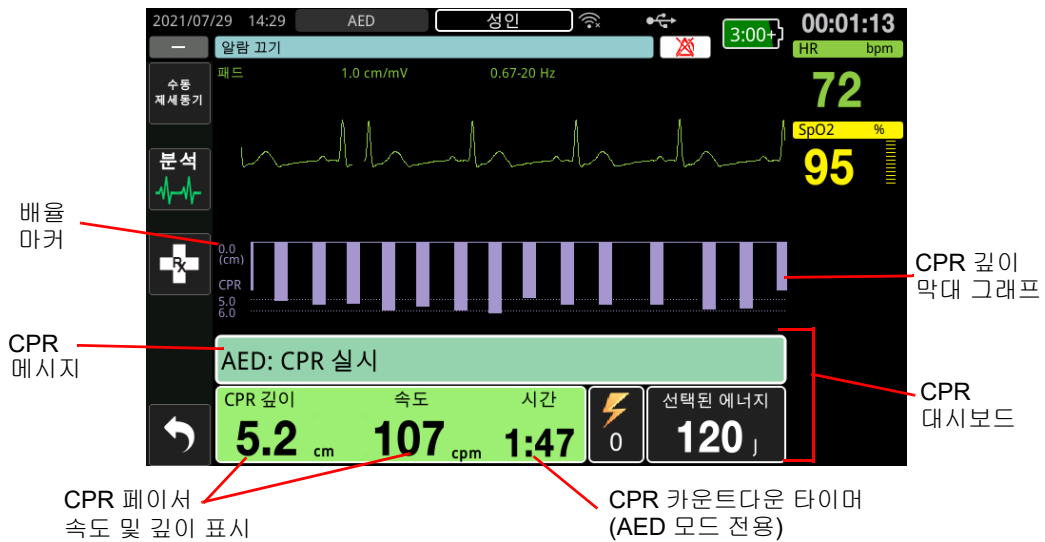 2021/07/29 14:29 AED 성인 3:00+ 00:01:13
알람 끄기
HR bpm
72
SpO2 %
95
수동
제세동기
패드 1.0 cm/mV 0.67-20 Hz
분석
배율
마커
Rx
0.0
(cm)
CPR
5.0
6.0
CPR 깊이
막대 그래프
CPR
메시지
AED: CPR 실시
CPR
대시보드
CPR 깊이 속도 시간
5.2 cm 107 cpm 1:47
0
선택된 에너지
120 J
CPR 페이서
속도 및 깊이 표시
CPR 카운트다운 타이머
(AED 모드 전용)